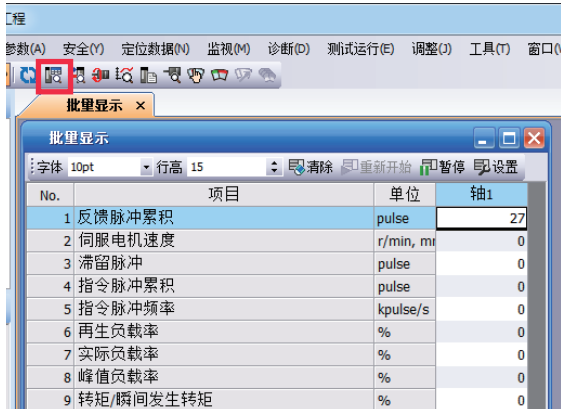 工程
参数(A) 安全(Y) 定位数据(N) 监视(M) 诊断(D) 测试运行(E) 调整(J) 工具(T) 窗口(
批量显示 ×
批量显示
字体 10pt 行高 15 清除 重新开始 暂停 设置
No. 项目 单位 轴1
1 反馈脉冲累积 pulse 27
2 伺服电机速度 r/min, mm 0
3 滞留脉冲 pulse 0
4 指令脉冲累积 pulse 0
5 指令脉冲频率 kpulse/s 0
6 再生负载率 % 0
7 实际负载率 % 0
8 峰值负载率 % 0
9 转矩/瞬间发生转矩 % 0